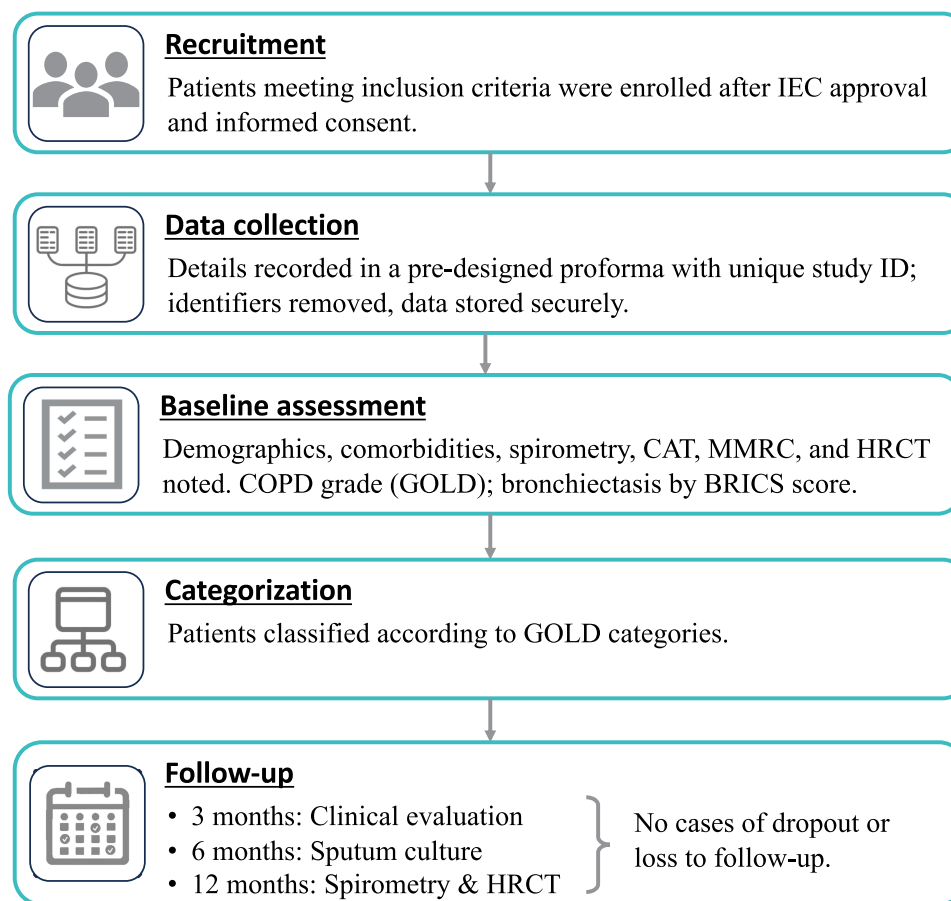 Recruitment
Patients meeting inclusion criteria were enrolled after IEC approval
and informed consent.
Data collection
Details recorded in a pre-designed proforma with unique study ID;
identifiers removed, data stored securely.
Baseline assessment
Demographics, comorbidities, spirometry, CAT, MMRC, and HRCT
noted. COPD grade (GOLD); bronchiectasis by BRICS score.
Categorization
Patients classified according to GOLD categories.
Follow-up
• 3 months: Clinical evaluation
• 6 months: Sputum culture
• 12 months: Spirometry & HRCT
No cases of dropout or
loss to follow-up.